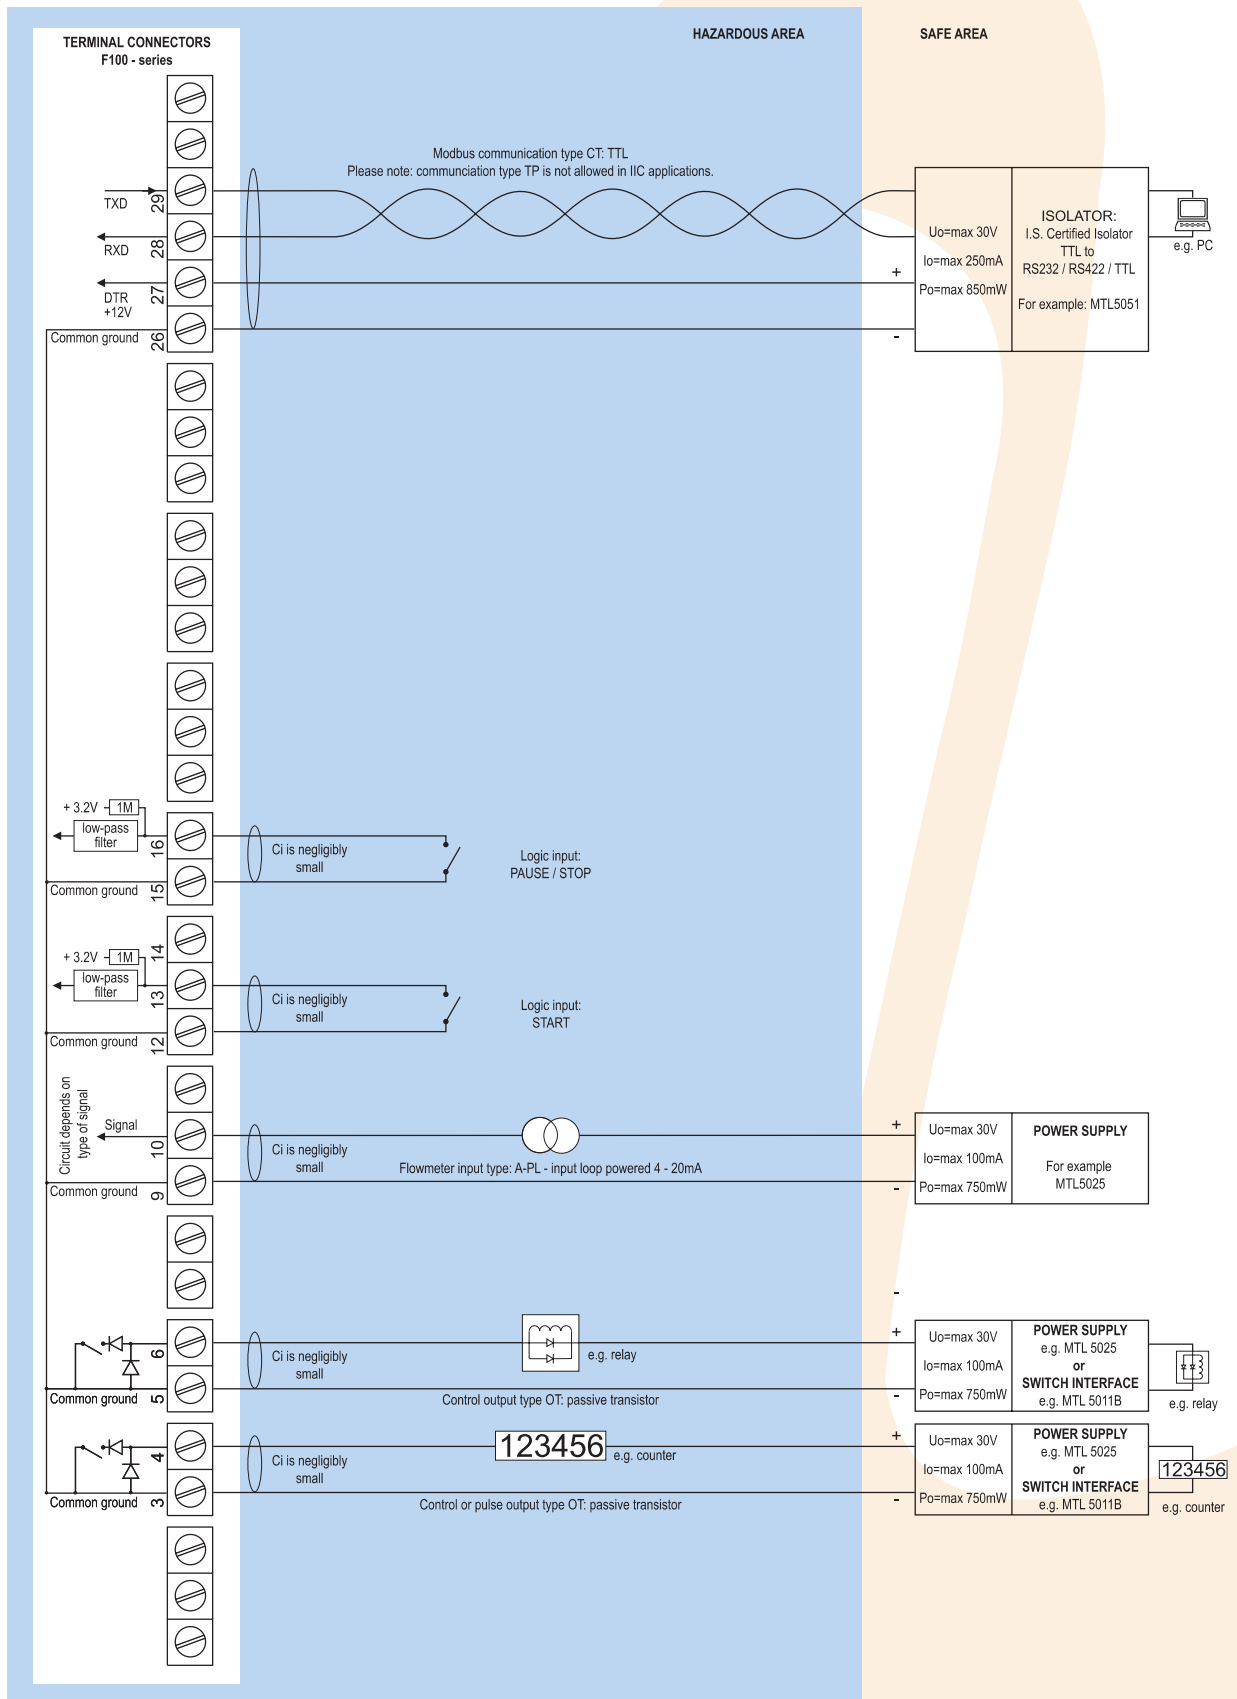 HAZARDOUS AREA
SAFE AREA
TERMINAL CONNECTORS
F100 - series
Modbus communication type CT: TTL
Please note: communciation type TP is not allowed in IIC applications.
TXD
29
RXD
28
DTR
+12V
27
Common ground
26
+
-
Uo=max 30V
Io=max 250mA
Po=max 850mW
ISOLATOR:
I.S. Certified Isolator
TTL to
RS232 / RS422 / TTL
For example: MTL5051
e.g. PC
+ 3.2V
1M
low-pass
filter
16
Common ground
15
Ci is negligibly
small
Logic input:
PAUSE / STOP
14
+ 3.2V
1M
low-pass
filter
13
Common ground
12
Ci is negligibly
small
Logic input:
START
Circuit depends on
type of signal
Signal
10
Common ground
9
Ci is negligibly
small
Flowmeter input type: A-PL - input loop powered 4 - 20mA
+
-
Uo=max 30V
Io=max 100mA
Po=max 750mW
POWER SUPPLY
For example
MTL5025
-
6
Common ground
5
Ci is negligibly
small
e.g. relay
Control output type OT: passive transistor
+
-
Uo=max 30V
Io=max 100mA
Po=max 750mW
POWER SUPPLY
e.g. MTL 5025
or
SWITCH INTERFACE
e.g. MTL 5011B
e.g. relay
4
Common ground
3
Ci is negligibly
small
123456
e.g. counter
Control or pulse output type OT: passive transistor
+
-
Uo=max 30V
Io=max 100mA
Po=max 750mW
POWER SUPPLY
e.g. MTL 5025
or
SWITCH INTERFACE
e.g. MTL 5011B
123456
e.g. counter